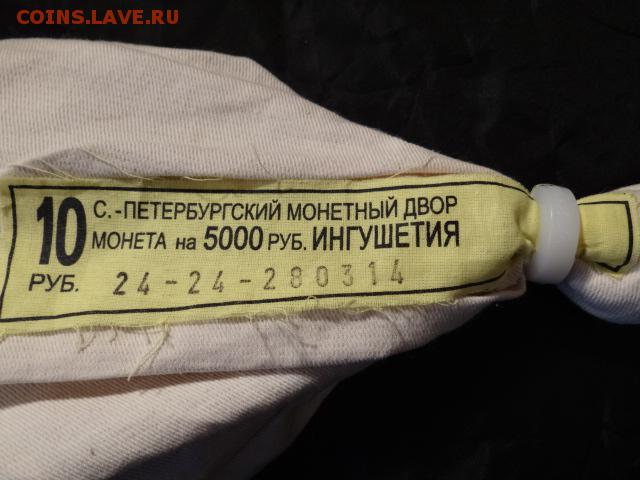 COINS.LAVE.RU
10 РУБ.
С.-ПЕТЕРБУРГСКИЙ МОНЕТНЫЙ ДВОР
МОНЕТА на 5000 РУБ. ИНГУШЕТИЯ
24-24-280314